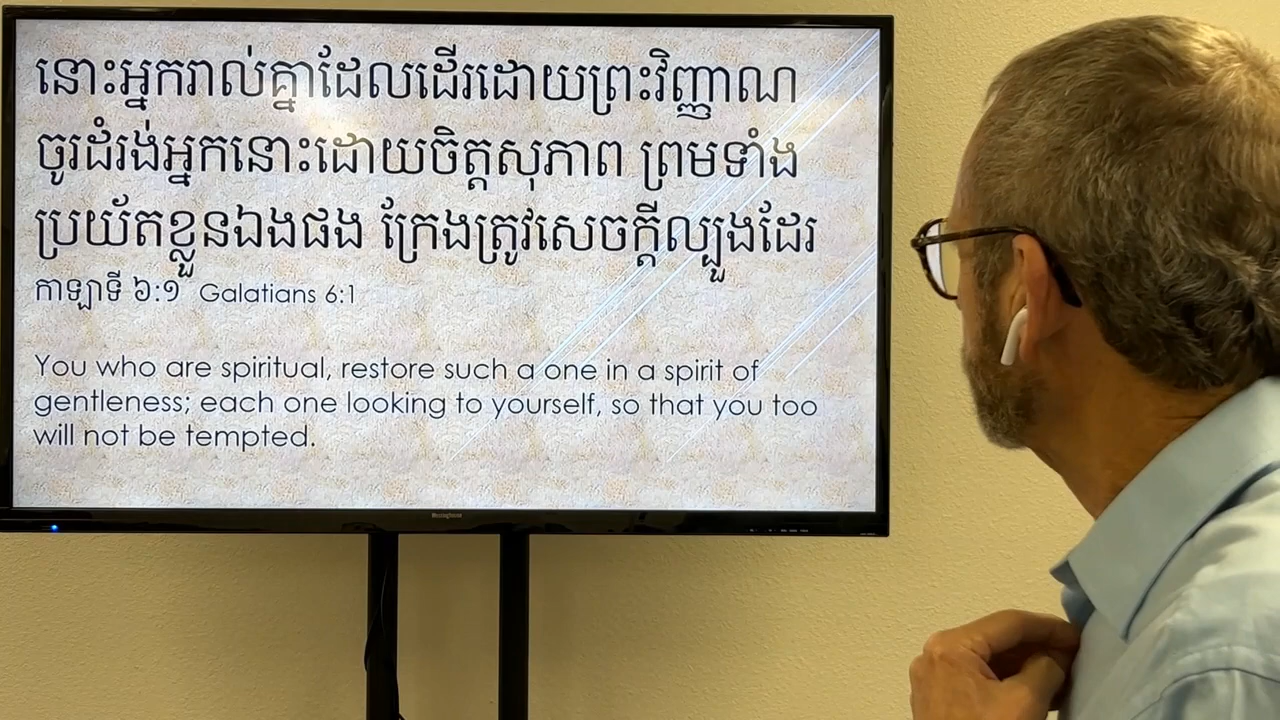 នោះអ្នករាល់គ្នាដែលដើរដោយព្រះវិញ្ញាណ
ចូរដំរង់អ្នកនោះដោយចិត្តសុភាព ព្រមទាំង
ប្រយ័តខ្លួនឯងផង ក្រែងត្រូវសេចក្តីល្បួងដែរ
កាឡាទី ៦:១ Galatians 6:1
You who are spiritual, restore such a one in a spirit of
gentleness; each one looking to yourself, so that you too
will not be tempted.
Westinghouse